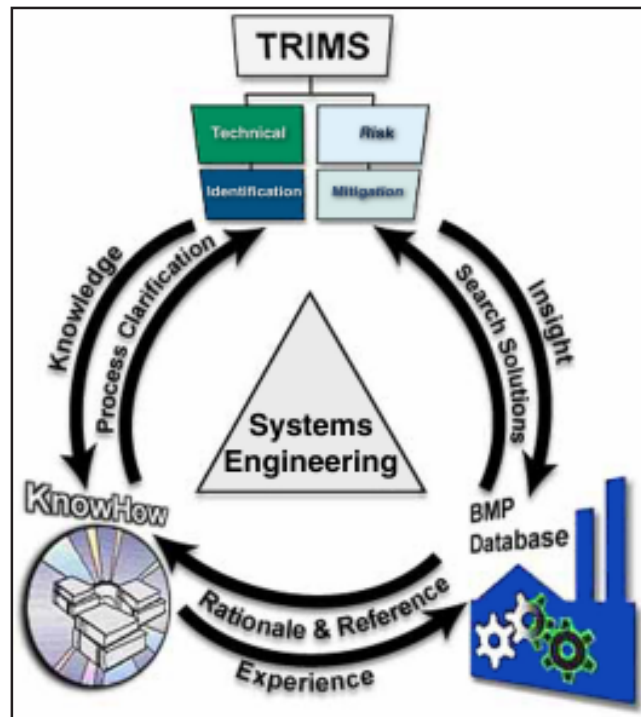 TRIMS
Technical
Risk
Identification
Mitigation
Knowledge
Process Clarification
Search Solutions
Insight
Systems
Engineering
KnowHow
BMP
Database
Rationale & Reference
Experience